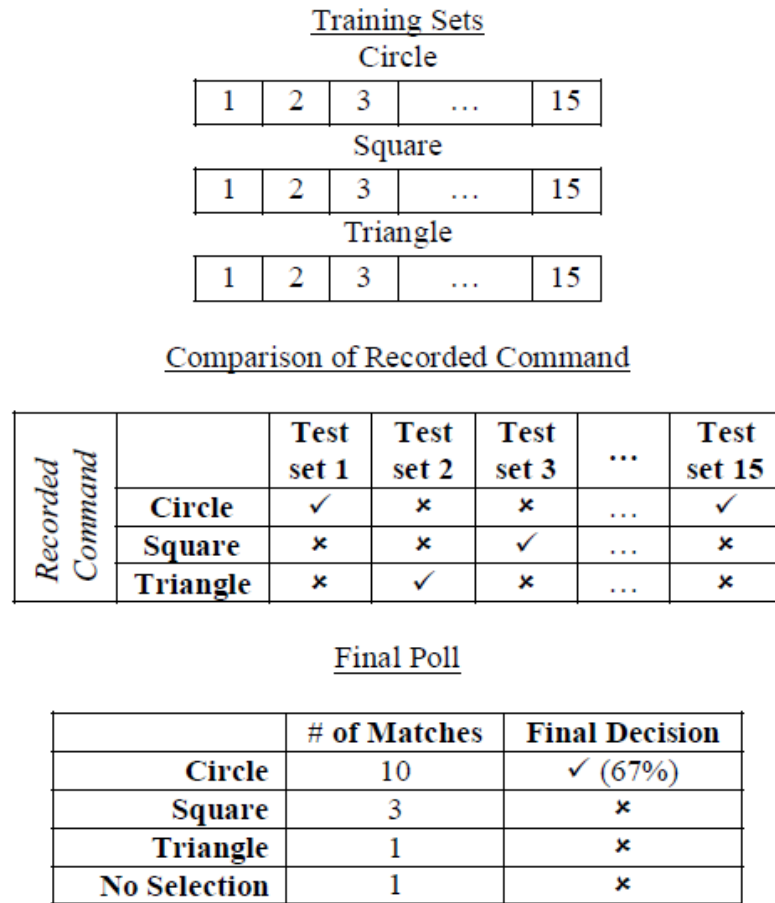 Training Sets
Circle
1 2 3 … 15
Square
1 2 3 … 15
Triangle
1 2 3 … 15
Comparison of Recorded Command
Recorded Command
Test set 1 Test set 2 Test set 3 … Test set 15
Circle ✓ × × … ✓
Square × × ✓ … ×
Triangle × ✓ × … ×
Final Poll
# of Matches Final Decision
Circle 10 ✓ (67%)
Square 3 ×
Triangle 1 ×
No Selection 1 ×